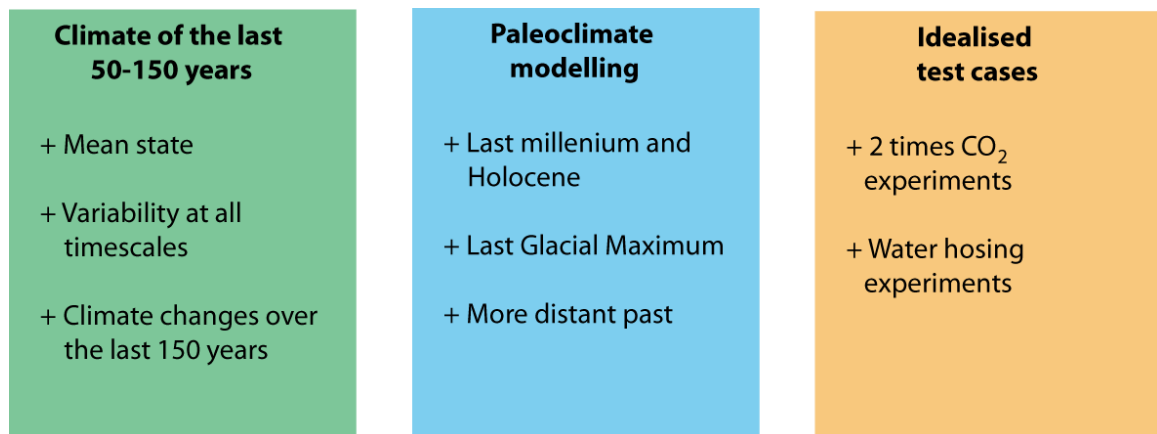 Climate of the last
50-150 years
+ Mean state
+ Variability at all
timescales
+ Climate changes over
the last 150 years
Paleoclimate
modelling
+ Last millenium and
Holocene
+ Last Glacial Maximum
+ More distant past
Idealised
test cases
+ 2 times CO₂
experiments
+ Water hosing
experiments